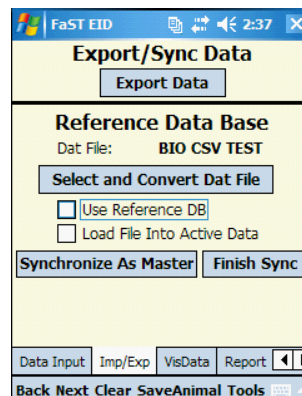 FaST EID 2:37
Export/Sync Data
Export Data
Reference Data Base
Dat File: BIO CSV TEST
Select and Convert Dat File
Use Reference DB
Load File Into Active Data
Synchronize As Master Finish Sync
Data Input Imp/Exp VisData Report
Back Next Clear SaveAnimal Tools